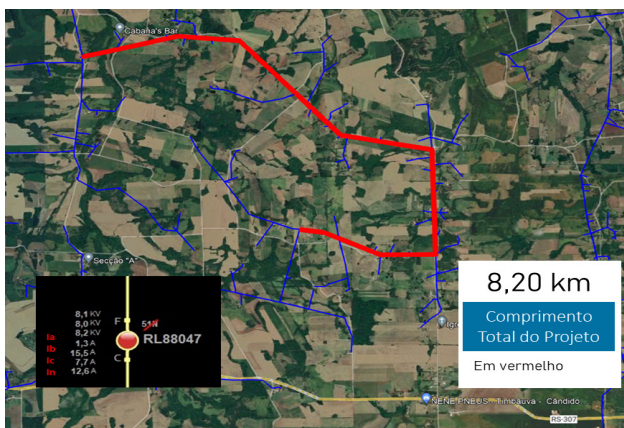 Cabana's Bar
Secção "A"
8,1 KV
8,0 KV
8,2 KV
Ia 1,3 A
Ib 15,5 A
Ic 7,7 A
In 12,6 A
F
51N
RL88047
C
8,20 km
Comprimento
Total do Projeto
Em vermelho
NENE PNEUS - Timbaúva - Cândido
RS-307